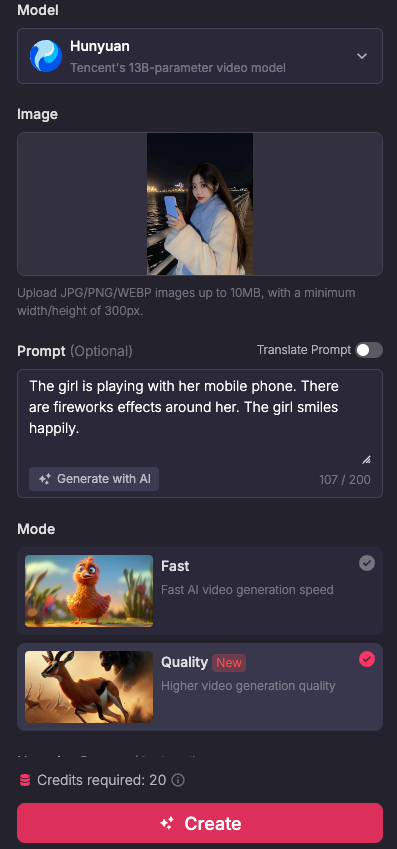 Model
Hunyuan
Tencent's 13B-parameter video model
Image
Upload JPG/PNG/WEBP images up to 10MB, with a minimum
width/height of 300px.
Prompt (Optional)
Translate Prompt
The girl is playing with her mobile phone. There
are fireworks effects around her. The girl smiles
happily.
Generate with AI
107 / 200
Mode
Fast
Fast AI video generation speed
Quality New
Higher video generation quality
Credits required: 20
Create